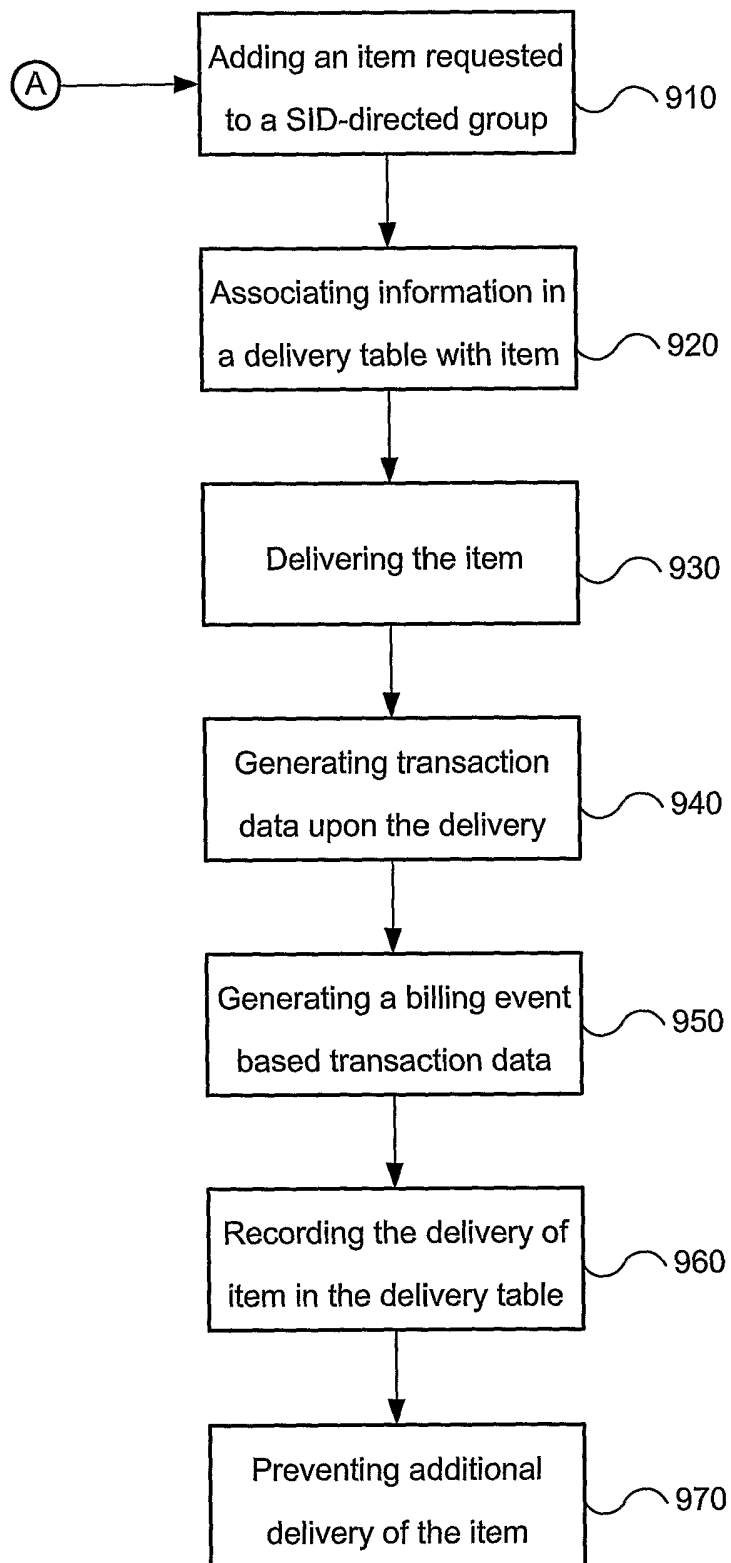 A
Adding an item requested
to a SID-directed group
910
Associating information in
a delivery table with item
920
Delivering the item
930
Generating transaction
data upon the delivery
940
Generating a billing event
based transaction data
950
Recording the delivery of
item in the delivery table
960
Preventing additional
delivery of the item
970